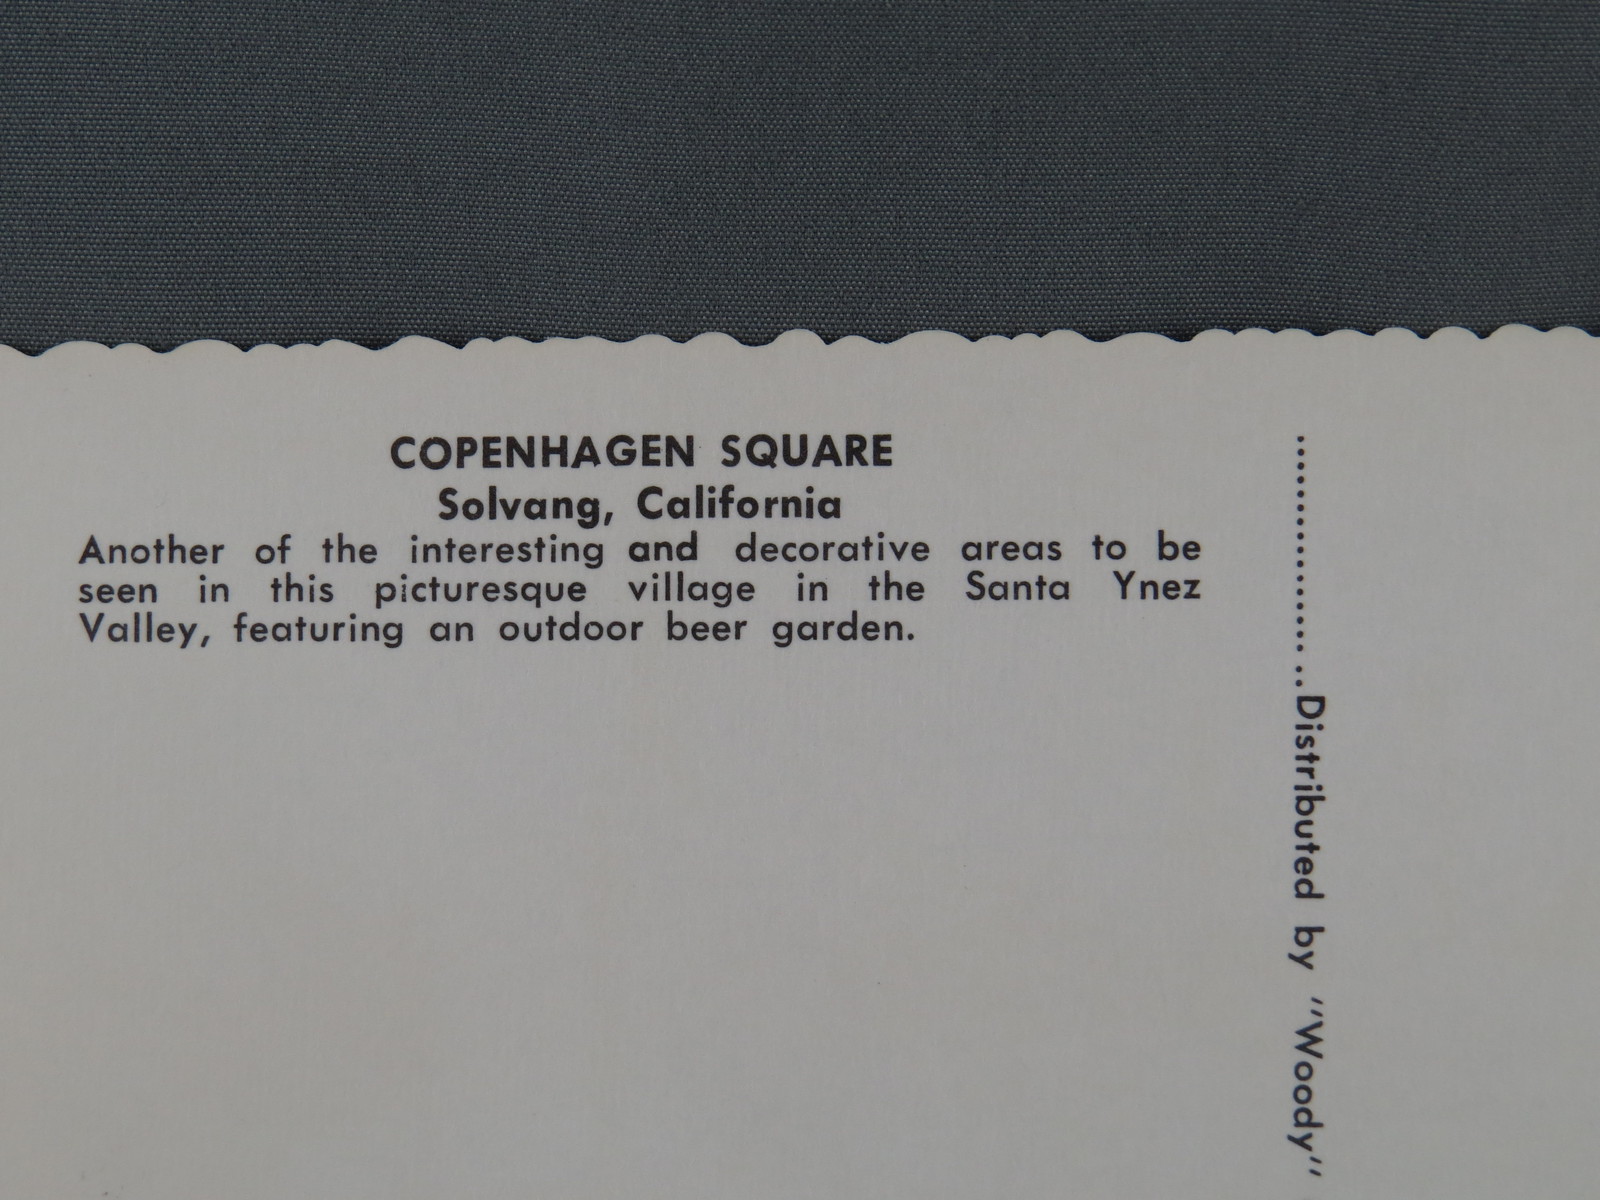 COPENHAGEN SQUARE
Solvang, California
Another of the interesting and decorative areas to be
seen in this picturesque village in the Santa Ynez
Valley, featuring an outdoor beer garden.
Distributed by "Woody"